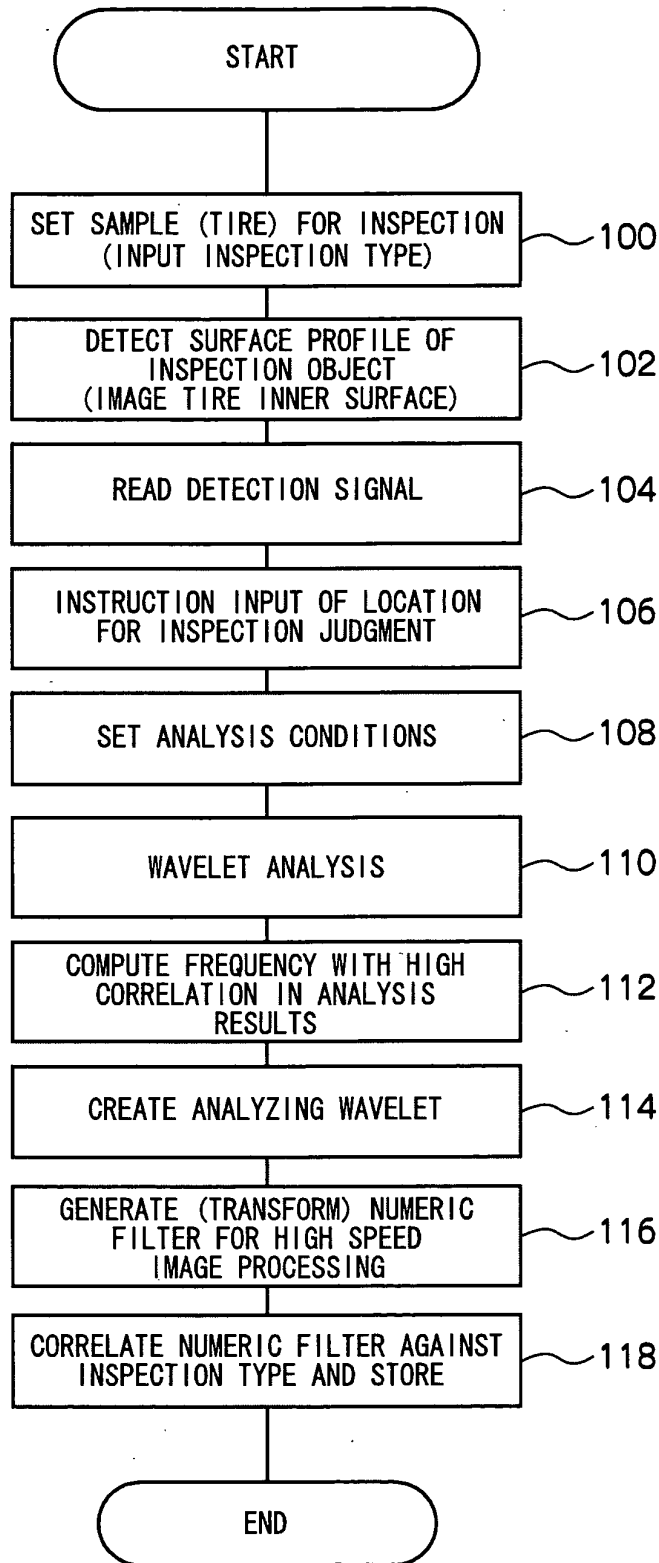 START
SET SAMPLE (TIRE) FOR INSPECTION
(INPUT INSPECTION TYPE)
100
DETECT SURFACE PROFILE OF
INSPECTION OBJECT
(IMAGE TIRE INNER SURFACE)
102
READ DETECTION SIGNAL
104
INSTRUCTION INPUT OF LOCATION
FOR INSPECTION JUDGMENT
106
SET ANALYSIS CONDITIONS
108
WAVELET ANALYSIS
110
COMPUTE FREQUENCY WITH HIGH
CORRELATION IN ANALYSIS
RESULTS
112
CREATE ANALYZING WAVELET
114
GENERATE (TRANSFORM) NUMERIC
FILTER FOR HIGH SPEED
IMAGE PROCESSING
116
CORRELATE NUMERIC FILTER AGAINST
INSPECTION TYPE AND STORE
118
END